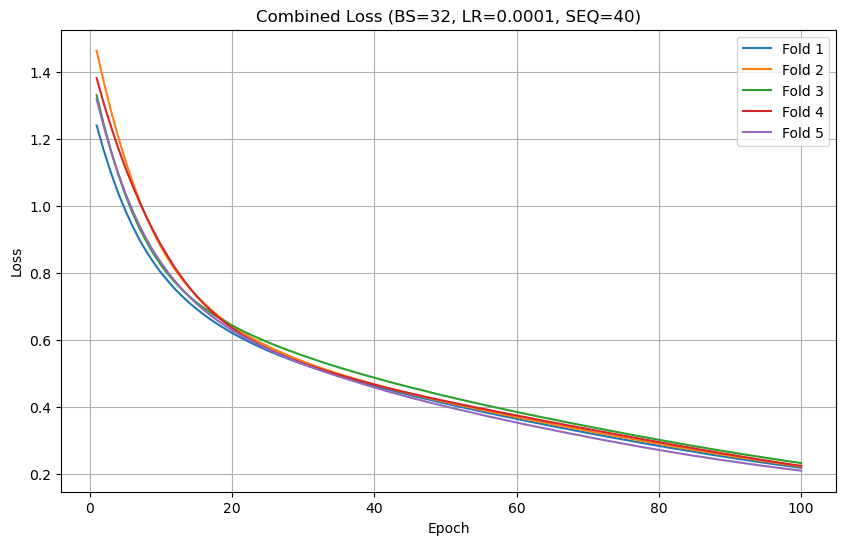 Combined Loss (BS=32, LR=0.0001, SEQ=40)
Fold 1
Fold 2
Fold 3
Fold 4
Fold 5
Loss
1.4
1.2
1.0
0.8
0.6
0.4
0.2
0 20 40 60 80 100
Epoch